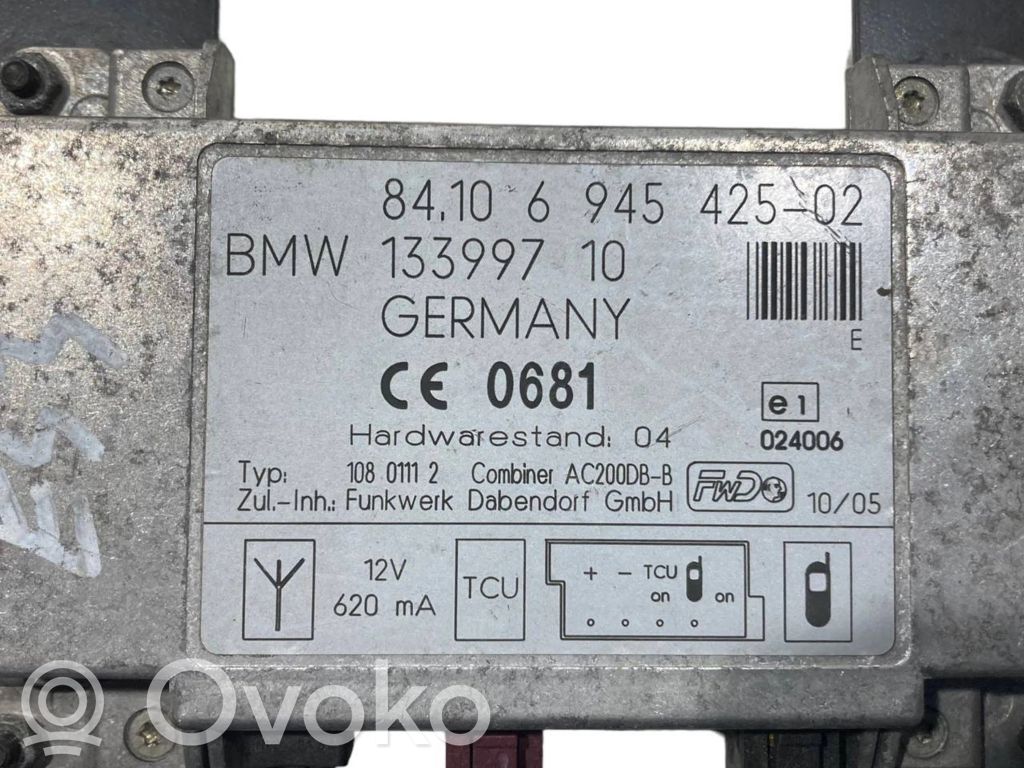 84.10 6 945 425-02
BMW 133997 10
GERMANY
E
CE 0681
e1
Hardwarestand: 04
024006
Typ: 108 0111 2 Combiner AC200DB-B
FWD
Zul.-Inh.: Funkwerk Dabendorf GmbH
10/05
12V
620 mA
TCU
+ - TCU
on on
Ovoko